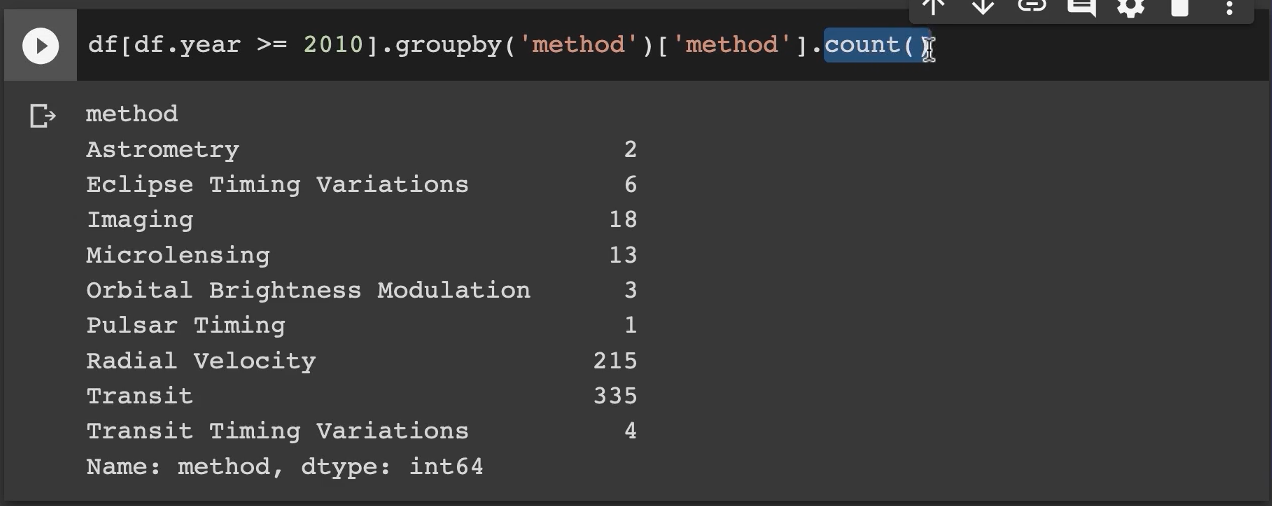 df[df.year >= 2010].groupby('method')['method'].count()
method
Astrometry 2
Eclipse Timing Variations 6
Imaging 18
Microlensing 13
Orbital Brightness Modulation 3
Pulsar Timing 1
Radial Velocity 215
Transit 335
Transit Timing Variations 4
Name: method, dtype: int64